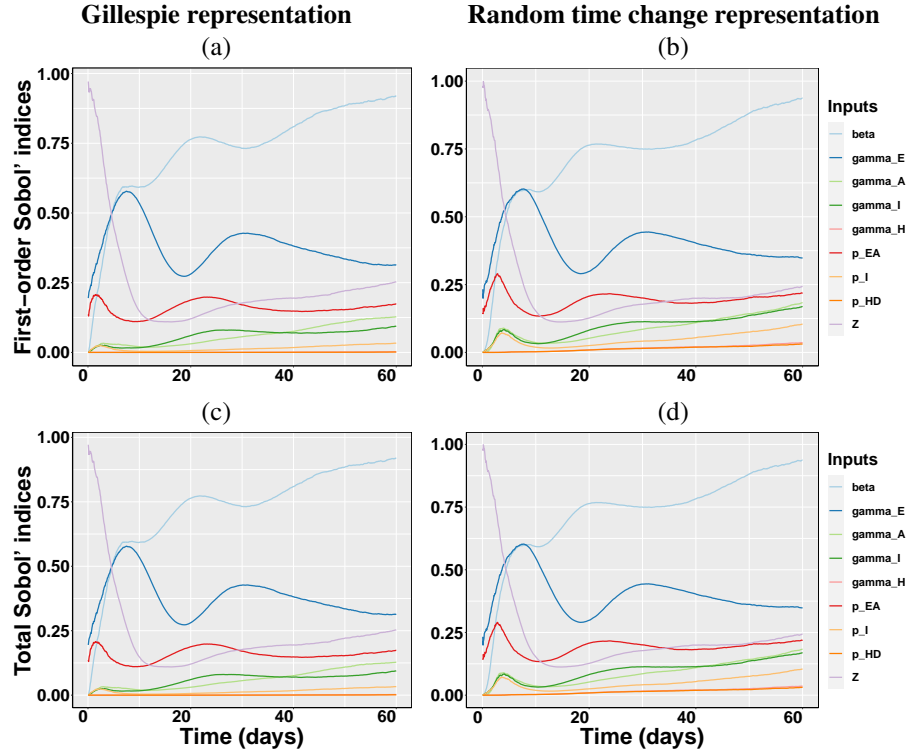 Gillespie representation
Random time change representation
(a)
(b)
First−order Sobol' indices
1.00
0.75
0.50
0.25
0.00
0
20
40
60
1.00
0.75
0.50
0.25
0.00
0
20
40
60
Inputs
beta
gamma_E
gamma_A
gamma_I
gamma_H
p_EA
p_I
p_HD
Z
(c)
(d)
Total Sobol' indices
1.00
0.75
0.50
0.25
0.00
0
20
40
60
Time (days)
1.00
0.75
0.50
0.25
0.00
0
20
40
60
Time (days)
Inputs
beta
gamma_E
gamma_A
gamma_I
gamma_H
p_EA
p_I
p_HD
Z